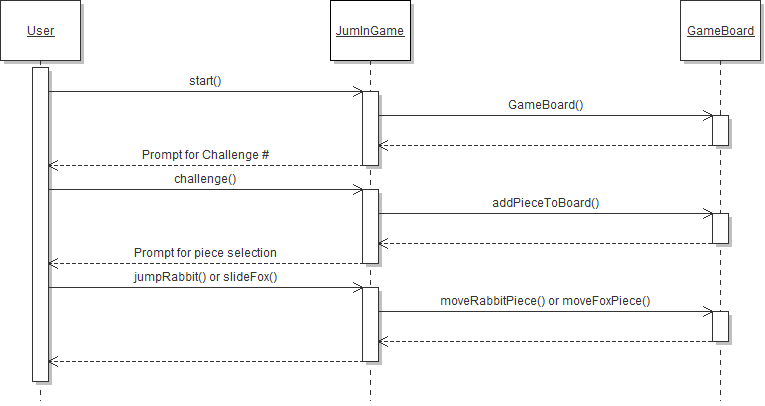 User
JumInGame
GameBoard
start()
GameBoard()
Prompt for Challenge #
challenge()
addPieceToBoard()
Prompt for piece selection
jumpRabbit() or slideFox()
moveRabbitPiece() or moveFoxPiece()